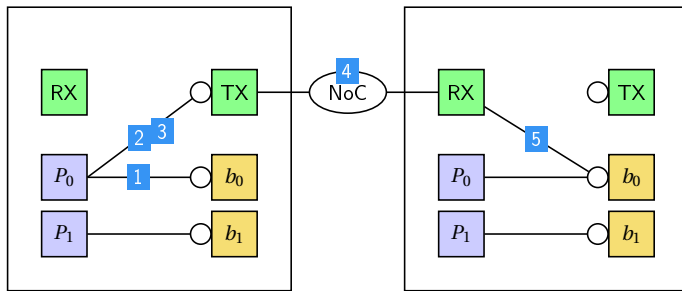 4
RX TX NoC RX TX
2 3
5
P₀ 1 b₀ P₀ b₀
P₁ b₁ P₁ b₁